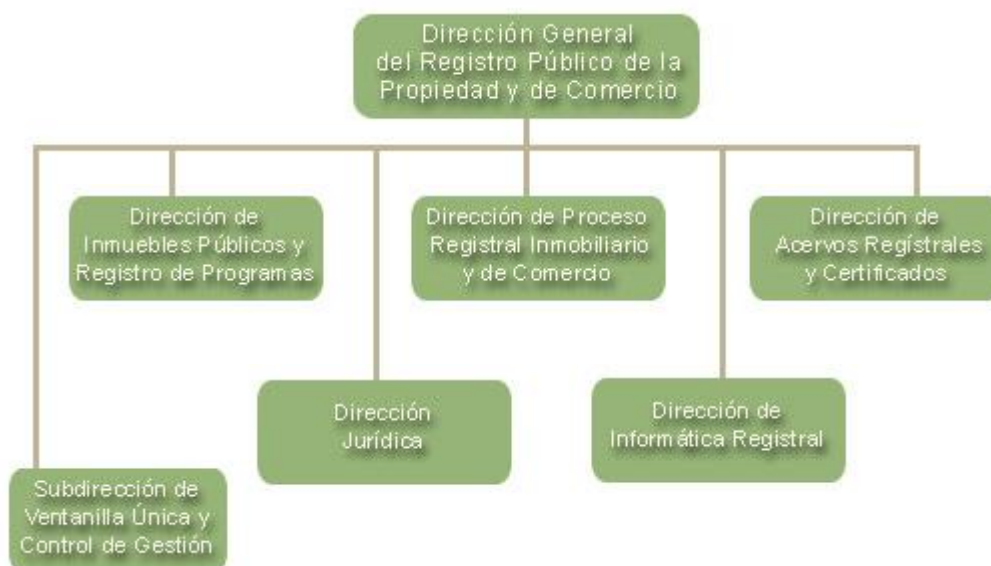 Dirección General
del Registro Público de la
Propiedad y de Comercio
Dirección de
Inmuebles Públicos y
Registro de Programas
Dirección de Proceso
Registral Inmobiliario
y de Comercio
Dirección de
Acervos Regístrales
y Certificados
Dirección
Jurídica
Dirección de
Informática Registral
Subdirección de
Ventanilla Única y
Control de Gestión